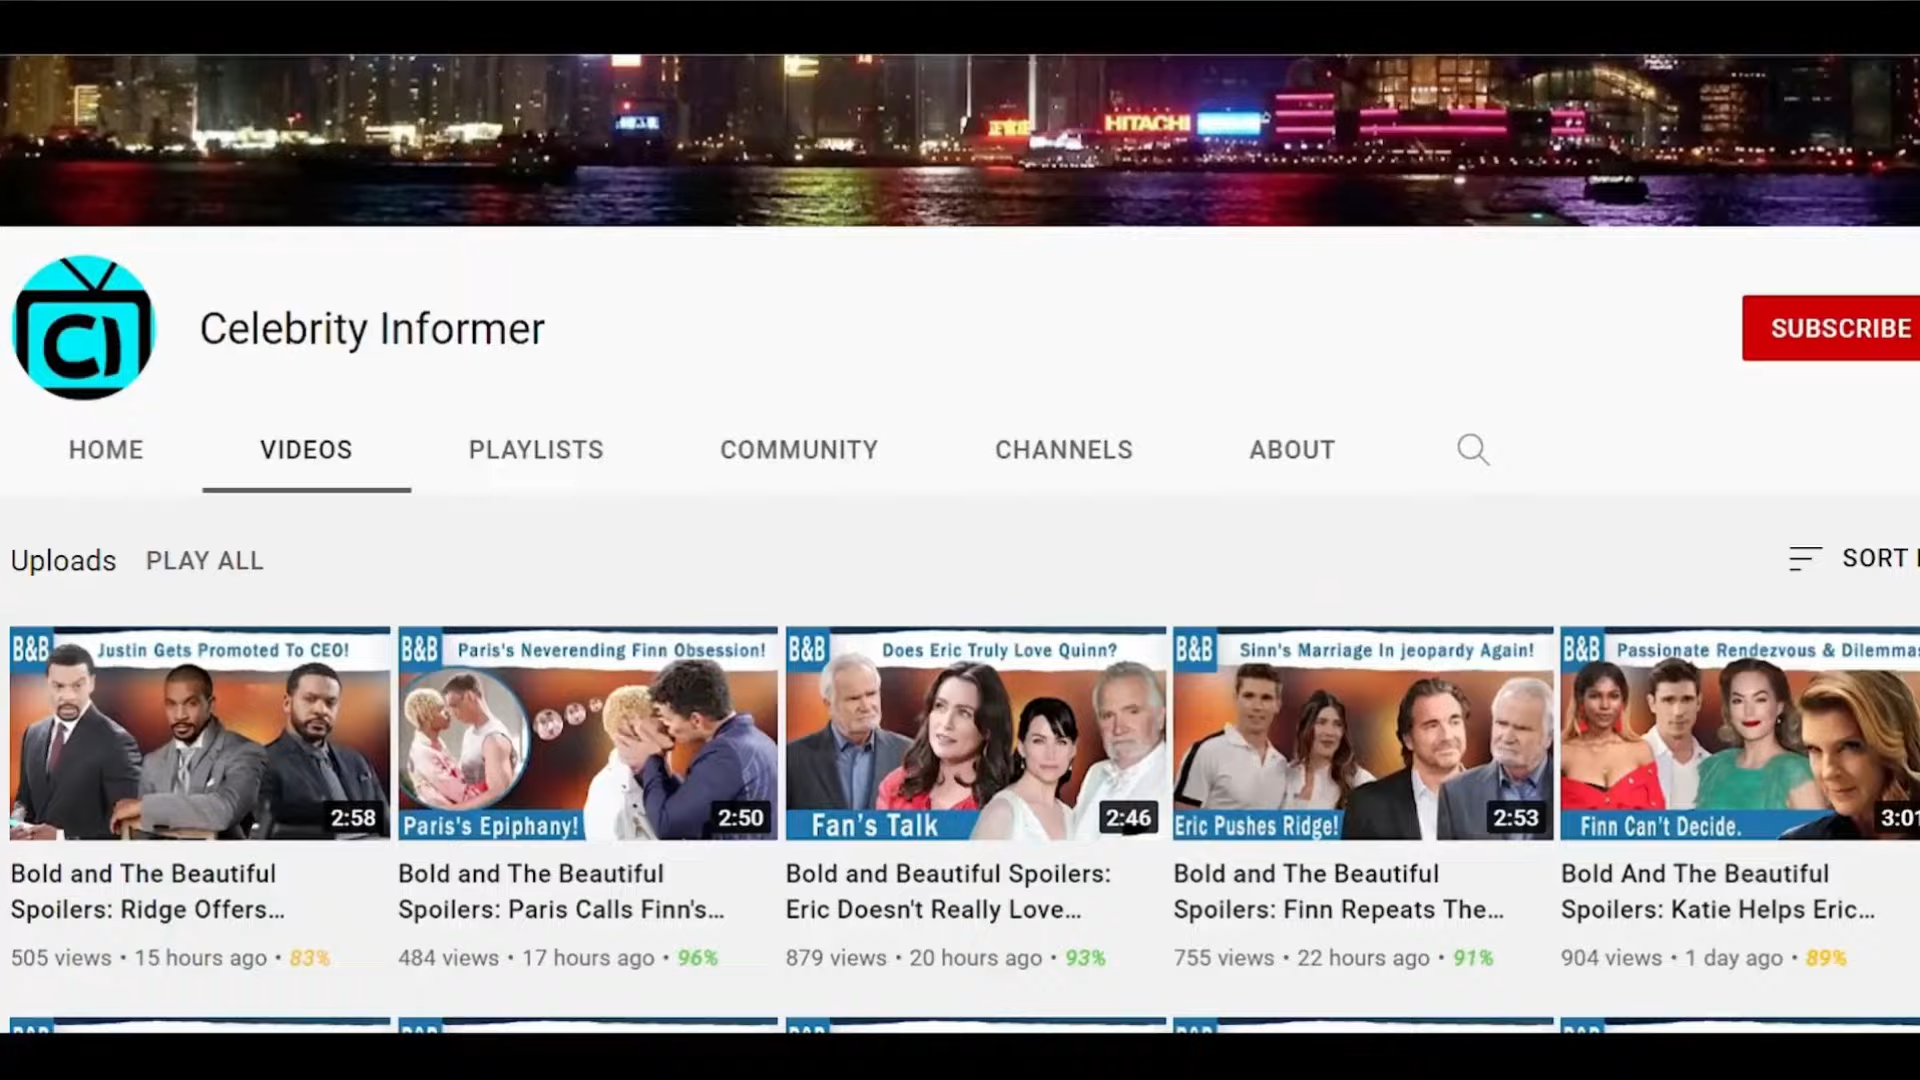 正官庄
HITACHI
CI
Celebrity Informer
SUBSCRIBE
HOME
VIDEOS
PLAYLISTS
COMMUNITY
CHANNELS
ABOUT
Uploads
PLAY ALL
SORT
B&B
Justin Gets Promoted To CEO!
2:58
B&B
Paris's Neverending Finn Obsession!
Paris's Epiphany!
2:50
B&B
Does Eric Truly Love Quinn?
Fan's Talk
2:46
B&B
Sinn's Marriage In jeopardy Again!
Eric Pushes Ridge!
2:53
B&B
Passionate Rendezvous & Dilemmas
Finn Can't Decide.
3:01
Bold and The Beautiful
Spoilers: Ridge Offers...
505 views • 15 hours ago • 83%
Bold and The Beautiful
Spoilers: Paris Calls Finn's...
484 views • 17 hours ago • 96%
Bold and Beautiful Spoilers:
Eric Doesn't Really Love...
879 views • 20 hours ago • 93%
Bold and The Beautiful
Spoilers: Finn Repeats The...
755 views • 22 hours ago • 91%
Bold And The Beautiful
Spoilers: Katie Helps Eric...
904 views • 1 day ago • 89%
B&B
B&B
B&B
B&B
B&B